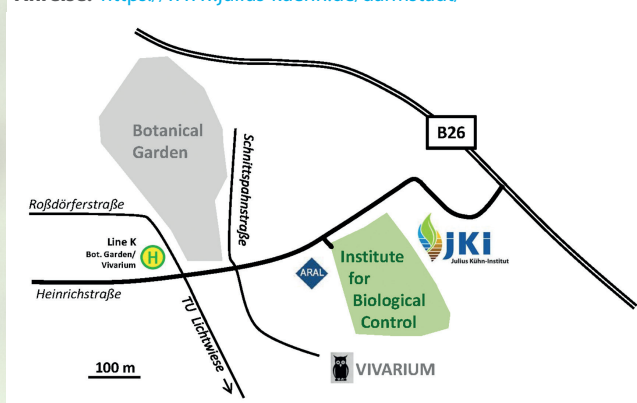 B26
Botanical
Garden
Schnittspahnstraße
Roßdörferstraße
Line K
Bot. Garden/
Vivarium
H
JKi
Julius Kühn-Institut
ARAL
Institute
for
Biological
Control
Heinrichstraße
TU Lichtwiese
100 m
VIVARIUM